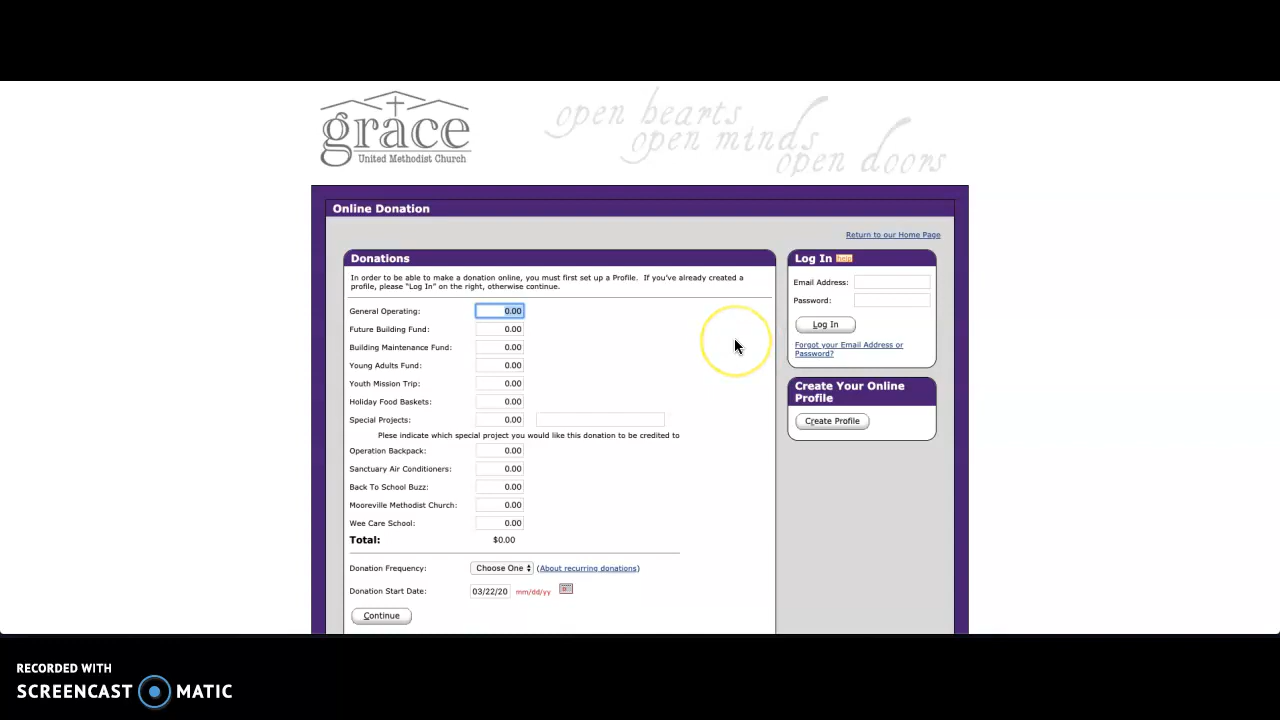 grace
United Methodist Church
open hearts
open minds
open doors
Online Donation
Return to our Home Page
Donations
In order to be able to make a donation online, you must first set up a Profile. If you've already created a
profile, please "Log In" on the right, otherwise continue.
General Operating: 0.00
Future Building Fund: 0.00
Building Maintenance Fund: 0.00
Young Adults Fund: 0.00
Youth Mission Trip: 0.00
Holiday Food Baskets: 0.00
Special Projects: 0.00
Plese indicate which special project you would like this donation to be credited to
Operation Backpack: 0.00
Sanctuary Air Conditioners: 0.00
Back To School Buzz: 0.00
Mooreville Methodist Church: 0.00
Wee Care School: 0.00
Total: $0.00
Donation Frequency: Choose One (About recurring donations)
Donation Start Date: 03/22/20 mm/dd/yy
Continue
Log In help
Email Address:
Password:
Log In
Forgot your Email Address or
Password?
Create Your Online
Profile
Create Profile
RECORDED WITH
SCREENCAST MATIC